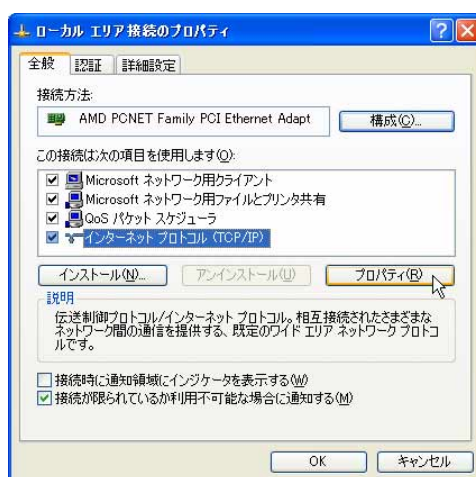 ローカル エリア接続のプロパティ
全般 認証 詳細設定
接続方法:
AMD PCNET Family PCI Ethernet Adapt 構成(C)...
この接続は次の項目を使用します(O):
Microsoft ネットワーク用クライアント
Microsoft ネットワーク用ファイルとプリンタ共有
QoS パケット スケジューラ
インターネット プロトコル (TCP/IP)
インストール(N)... アンインストール(U) プロパティ(R)
説明
伝送制御プロトコル/インターネット プロトコル。相互接続されたさまざまな
ネットワーク間の通信を提供する、既定のワイド エリア ネットワーク プロトコ
ルです。
接続時に通知領域にインジケータを表示する(W)
接続が限られているか利用不可能な場合に通知する(M)
OK キャンセル